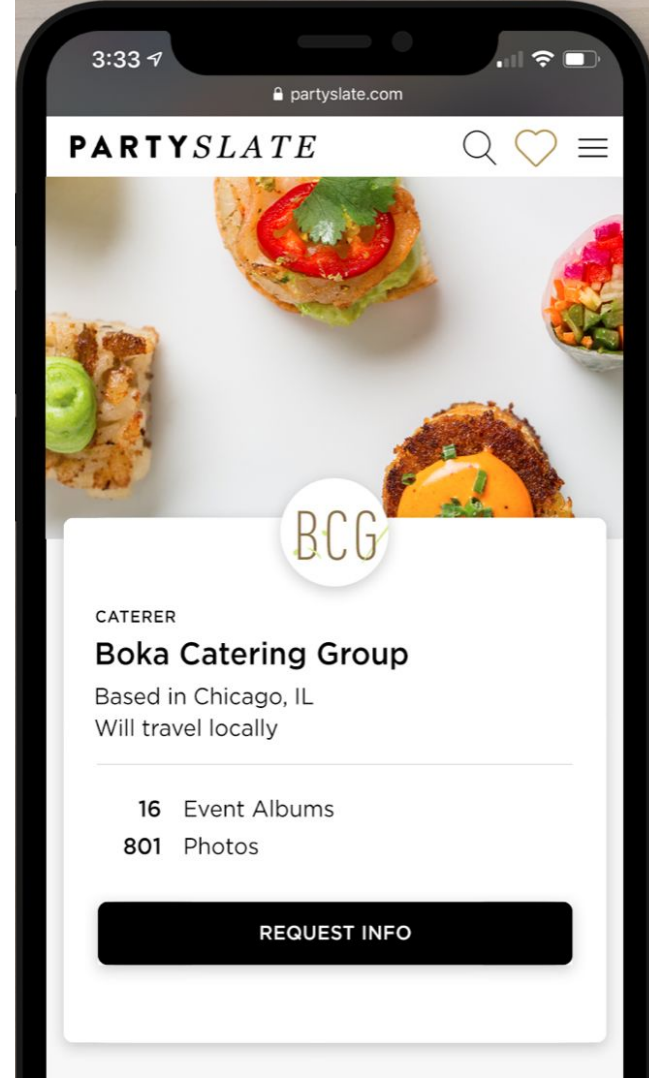 3:33
partyslate.com
PARTYSLATE
BCG
CATERER
Boka Catering Group
Based in Chicago, IL
Will travel locally
16 Event Albums
801 Photos
REQUEST INFO